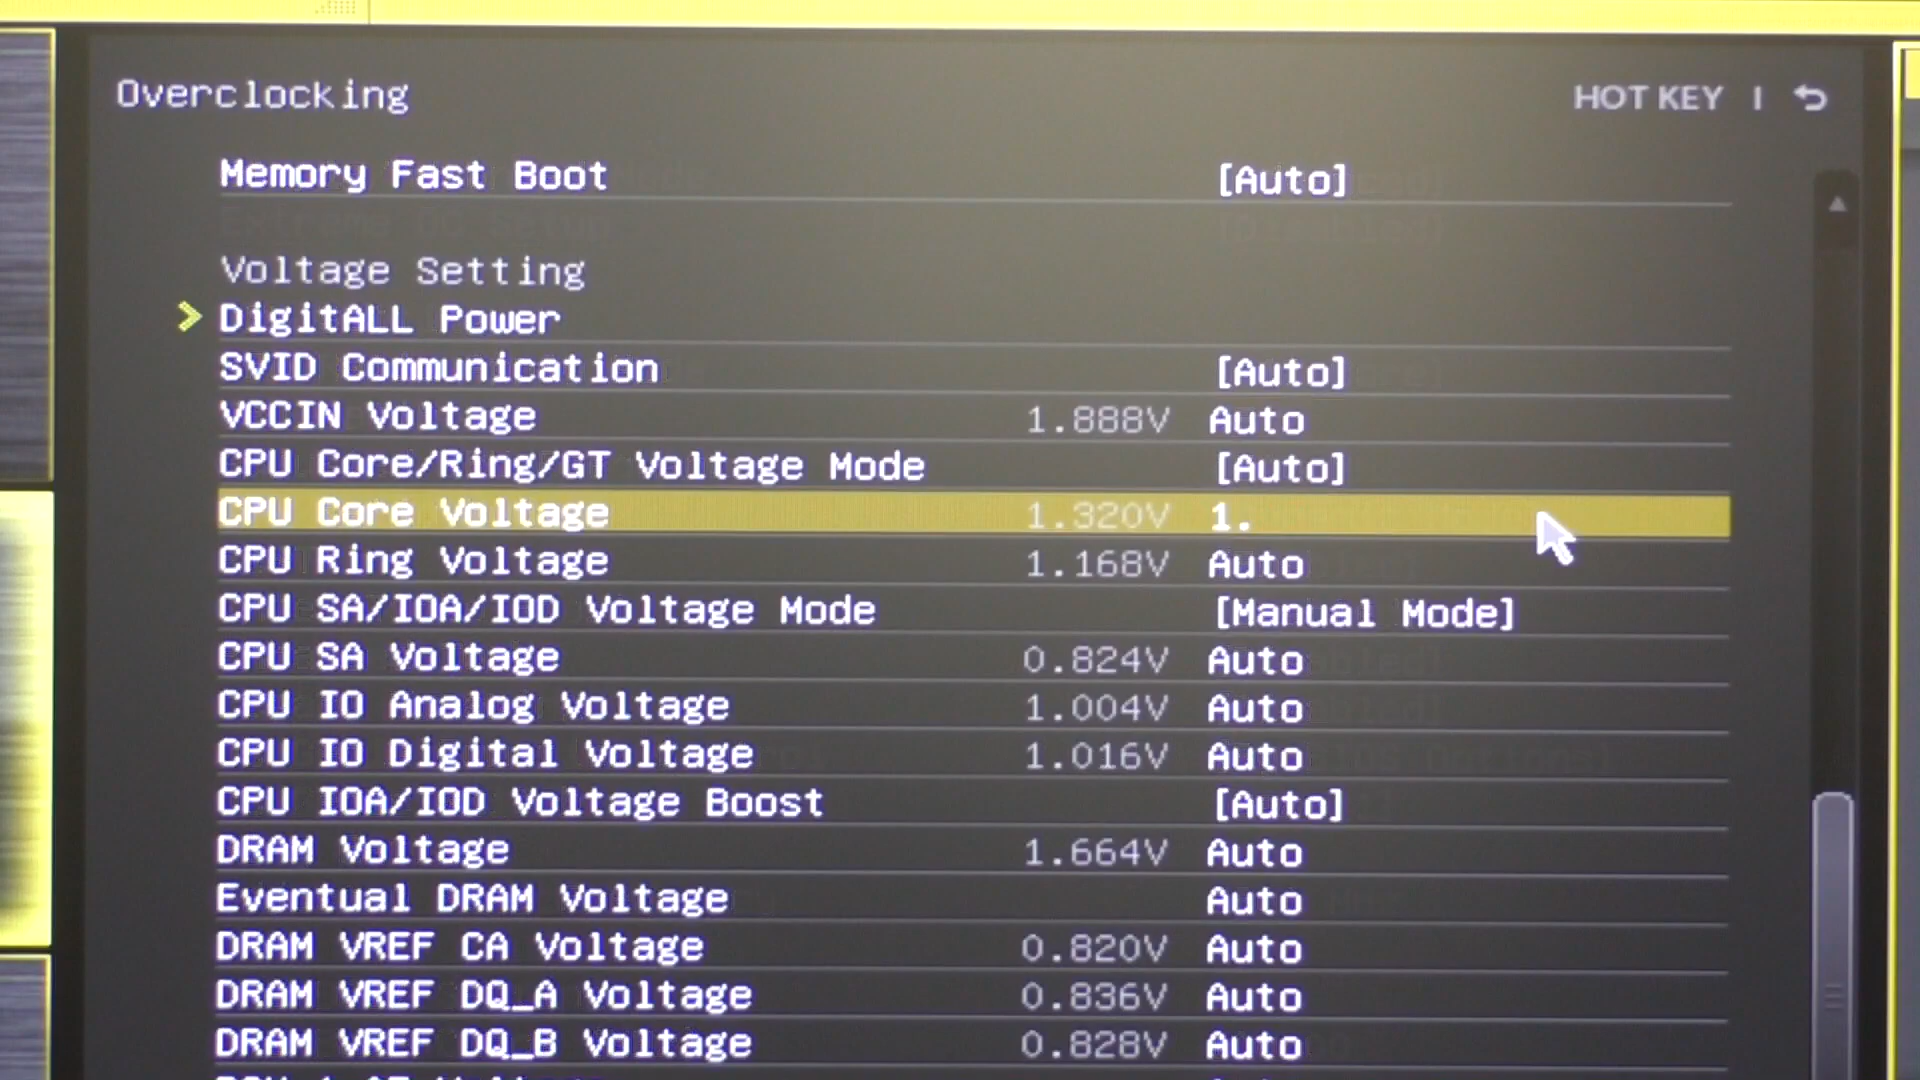 Overclocking HOT KEY |
Memory Fast Boot [Auto]
Voltage Setting
> DigitALL Power
SVID Communication [Auto]
VCCIN Voltage 1.888V Auto
CPU Core/Ring/GT Voltage Mode [Auto]
CPU Core Voltage 1.320V 1.
CPU Ring Voltage 1.168V Auto
CPU SA/IOA/IOD Voltage Mode [Manual Mode]
CPU SA Voltage 0.824V Auto
CPU IO Analog Voltage 1.004V Auto
CPU IO Digital Voltage 1.016V Auto
CPU IOA/IOD Voltage Boost [Auto]
DRAM Voltage 1.664V Auto
Eventual DRAM Voltage Auto
DRAM VREF CA Voltage 0.820V Auto
DRAM VREF DQ_A Voltage 0.836V Auto
DRAM VREF DQ_B Voltage 0.828V Auto